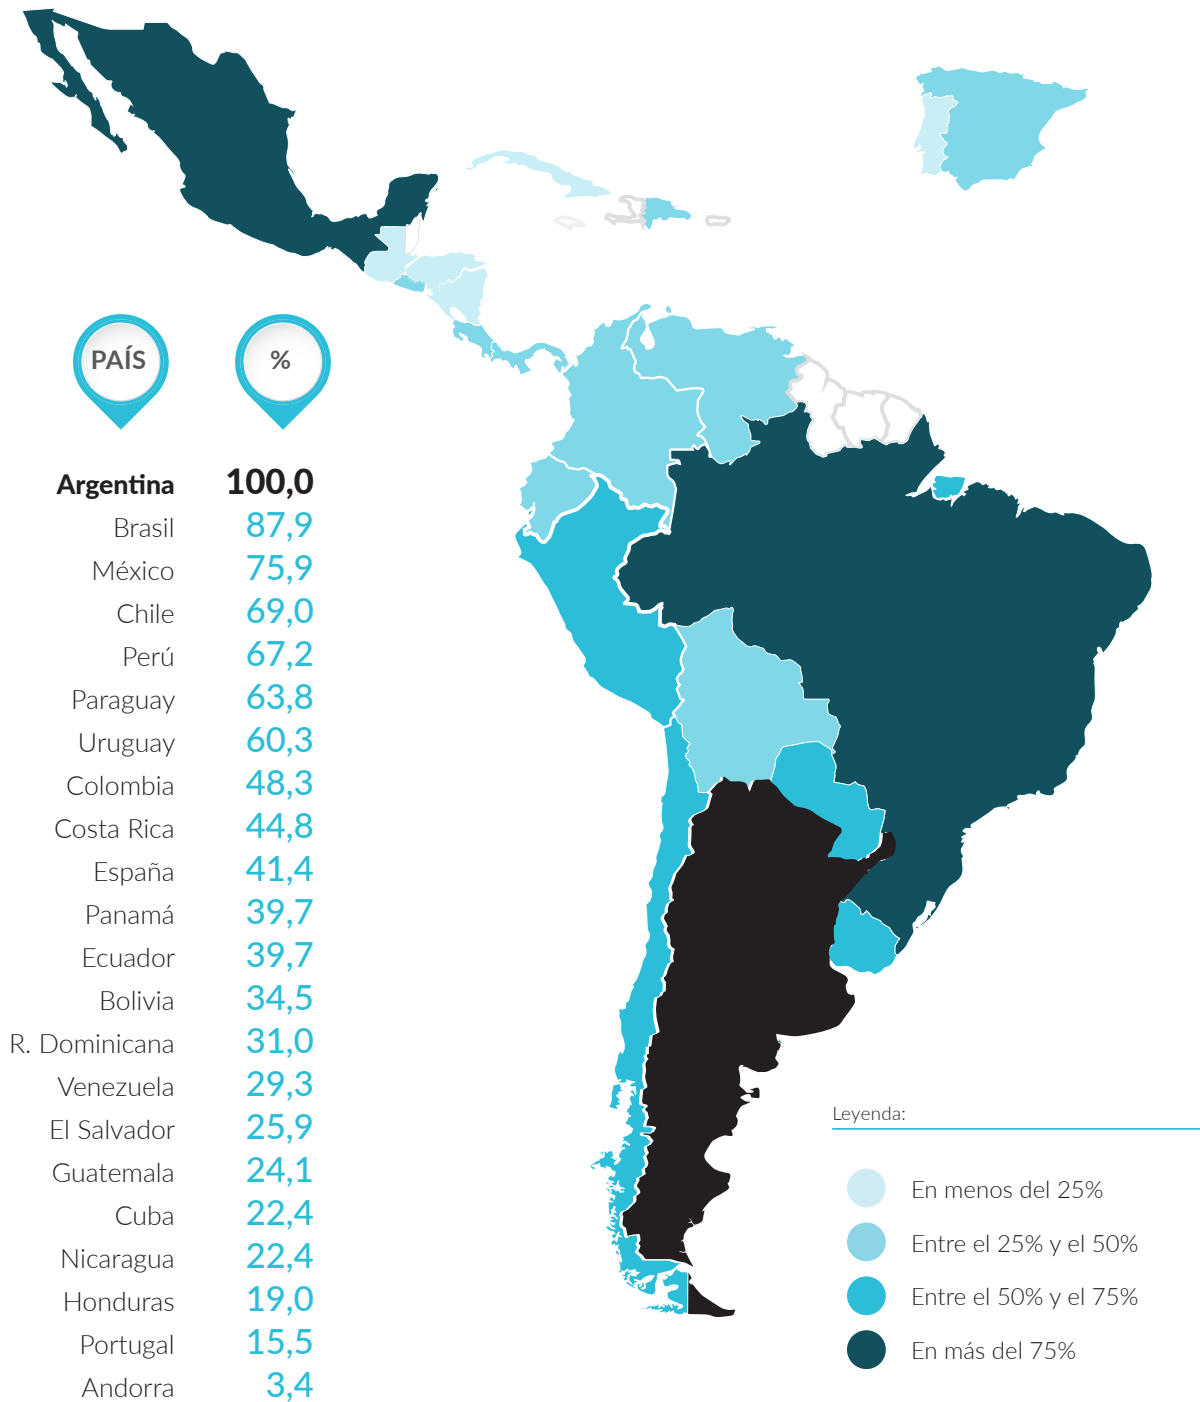 PAÍS %
Argentina 100,0
Brasil 87,9
México 75,9
Chile 69,0
Perú 67,2
Paraguay 63,8
Uruguay 60,3
Colombia 48,3
Costa Rica 44,8
España 41,4
Panamá 39,7
Ecuador 39,7
Bolivia 34,5
R. Dominicana 31,0
Venezuela 29,3
El Salvador 25,9
Guatemala 24,1
Cuba 22,4
Nicaragua 22,4
Honduras 19,0
Portugal 15,5
Andorra 3,4
Leyenda:
En menos del 25%
Entre el 25% y el 50%
Entre el 50% y el 75%
En más del 75%